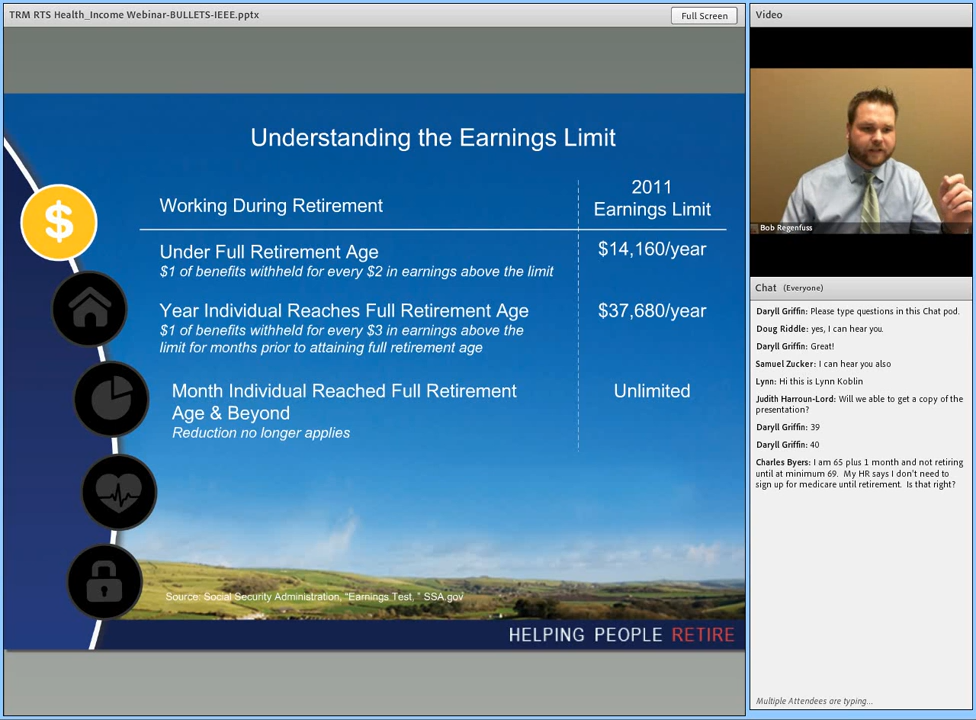 TRM RTS Health_Income Webinar-BULLETS-IEEE.pptx
Full Screen
Understanding the Earnings Limit
Working During Retirement
2011
Earnings Limit
Under Full Retirement Age
$14,160/year
$1 of benefits withheld for every $2 in earnings above the limit
Year Individual Reaches Full Retirement Age
$37,680/year
$1 of benefits withheld for every $3 in earnings above the
limit for months prior to attaining full retirement age
Month Individual Reached Full Retirement
Age & Beyond
Unlimited
Reduction no longer applies
$
Source: Social Security Administration, “Earnings Test, ” SSA.gov
HELPING PEOPLE RETIRE
Video
Bob Regenfuss
Chat (Everyone)
Daryll Griffin: Please type questions in this Chat pod.
Doug Riddle: yes, I can hear you.
Daryll Griffin: Great!
Samuel Zucker: I can hear you also
Lynn: Hi this is Lynn Koblin
Judith Harroun-Lord: Will we able to get a copy of the
presentation?
Daryll Griffin: 39
Daryll Griffin: 40
Charles Byers: I am 65 plus 1 month and not retiring
until at minimum 69. My HR says I don't need to
sign up for medicare until retirement. Is that right?
Multiple Attendees are typing...